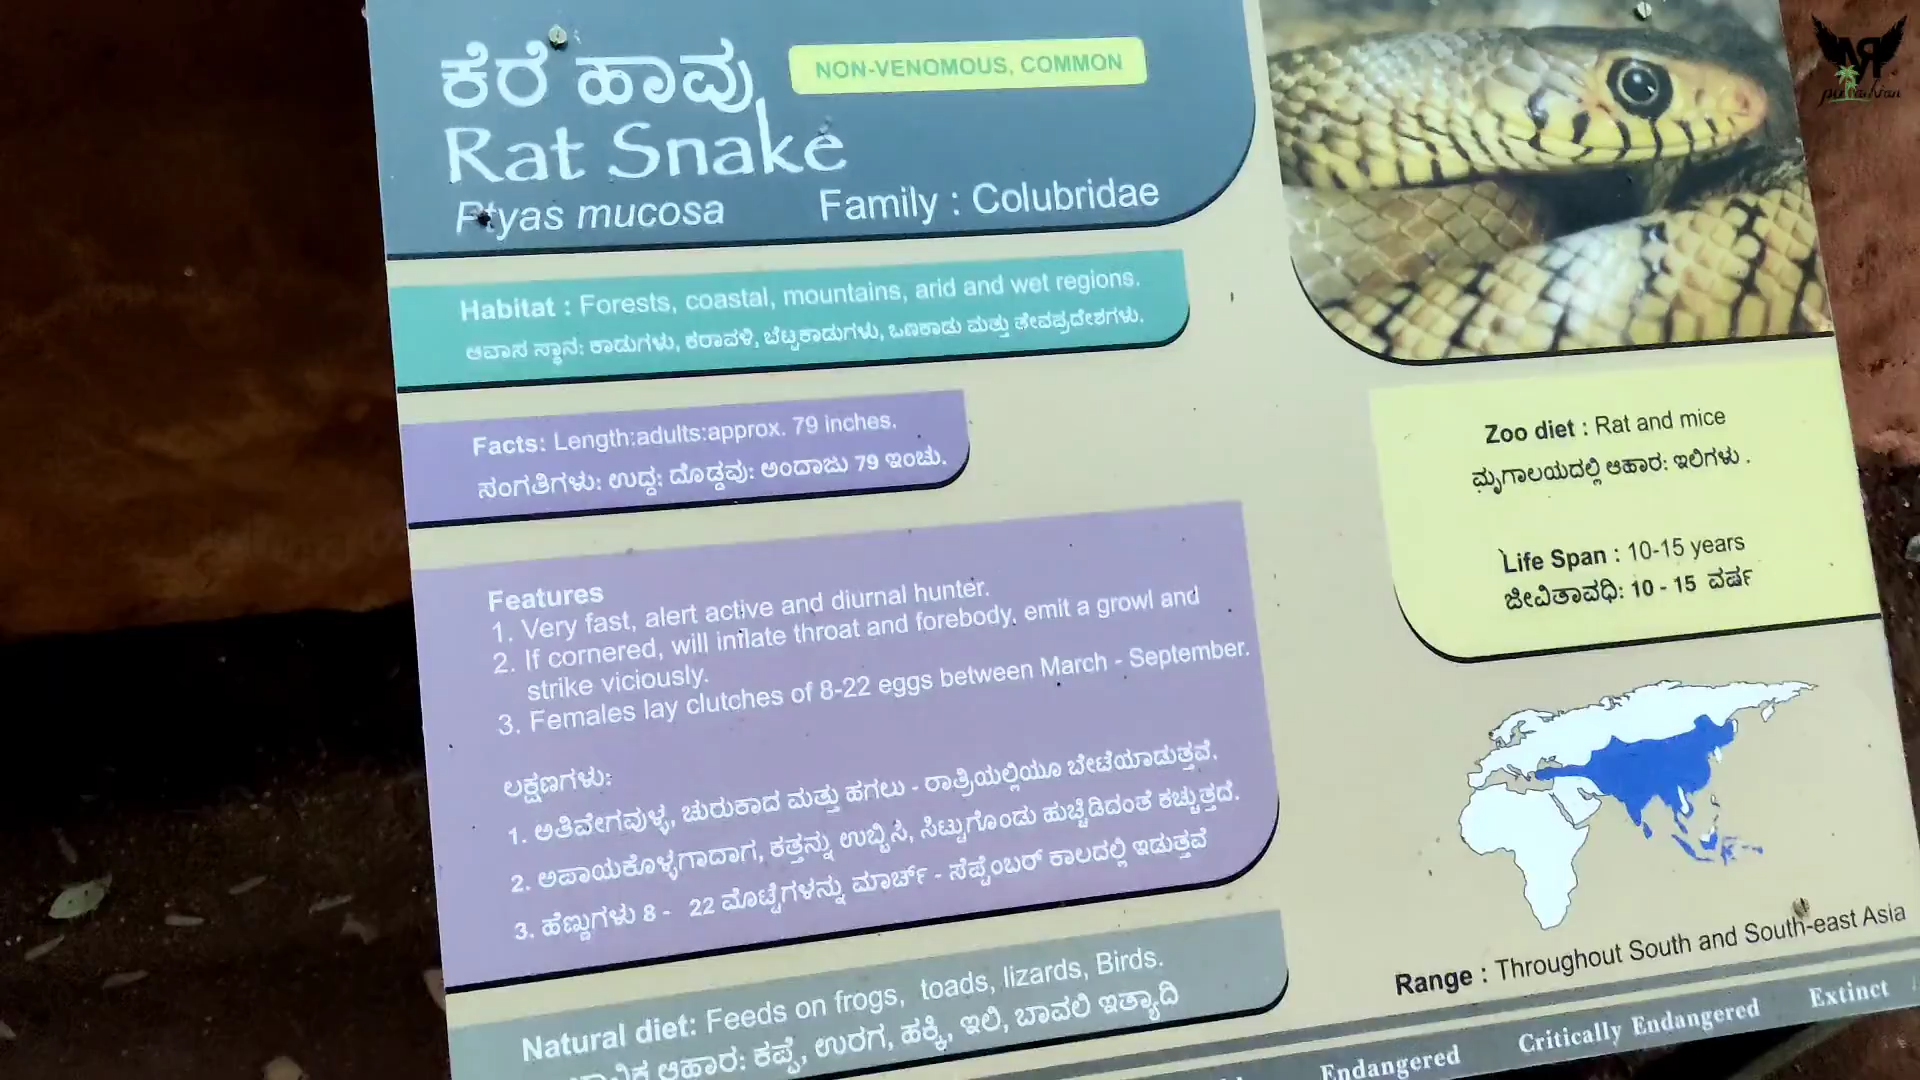 ಕೆರೆ ಹಾವು
NON-VENOMOUS, COMMON
Rat Snake
Ptyas mucosa
Family : Colubridae
Habitat : Forests, coastal, mountains, arid and wet regions.
ಆವಾಸ ಸ್ಥಾನ: ಕಾಡುಗಳು, ಕರಾವಳಿ, ಬೆಟ್ಟಕಾಡುಗಳು, ಒಣಕಾಡು ಮತ್ತು ತೇವಪ್ರದೇಶಗಳು.
Facts: Length:adults:approx. 79 inches.
ಸಂಗತಿಗಳು: ಉದ್ದ: ದೊಡ್ಡವು: ಅಂದಾಜು 79 ಇಂಚು.
Features
1. Very fast, alert active and diurnal hunter.
2. If cornered, will inflate throat and forebody, emit a growl and
strike viciously.
3. Females lay clutches of 8-22 eggs between March - September.
ಲಕ್ಷಣಗಳು:
1. ಅತಿವೇಗವುಳ್ಳ, ಚುರುಕಾದ ಮತ್ತು ಹಗಲು - ರಾತ್ರಿಯಲ್ಲಿಯೂ ಬೇಟೆಯಾಡುತ್ತವೆ.
2. ಅಪಾಯಕೊಳ್ಳಗಾದಾಗ, ಕತ್ತನ್ನು ಉಬ್ಬಿಸಿ, ಸಿಟ್ಟುಗೊಂಡು ಹುಚ್ಚೆಡಿದಂತೆ ಕಚ್ಚುತ್ತದೆ.
3. ಹೆಣ್ಣುಗಳು 8 - 22 ಮೊಟ್ಟೆಗಳನ್ನು ಮಾರ್ಚ್ - ಸೆಪ್ಟೆಂಬರ್ ಕಾಲದಲ್ಲಿ ಇಡುತ್ತವೆ
Natural diet: Feeds on frogs, toads, lizards, Birds.
ಆಹಾರ: ಕಪ್ಪೆ, ಉರಗ, ಹಕ್ಕಿ, ಇಲಿ, ಬಾವಲಿ ಇತ್ಯಾದಿ
Zoo diet : Rat and mice
ಮೃಗಾಲಯದಲ್ಲಿ ಆಹಾರ: ಇಲಿಗಳು .
Life Span : 10-15 years
ಜೀವಿತಾವಧಿ: 10 - 15 ವರ್ಷ
Range : Throughout South and South-east Asia
Endangered Critically Endangered Extinct